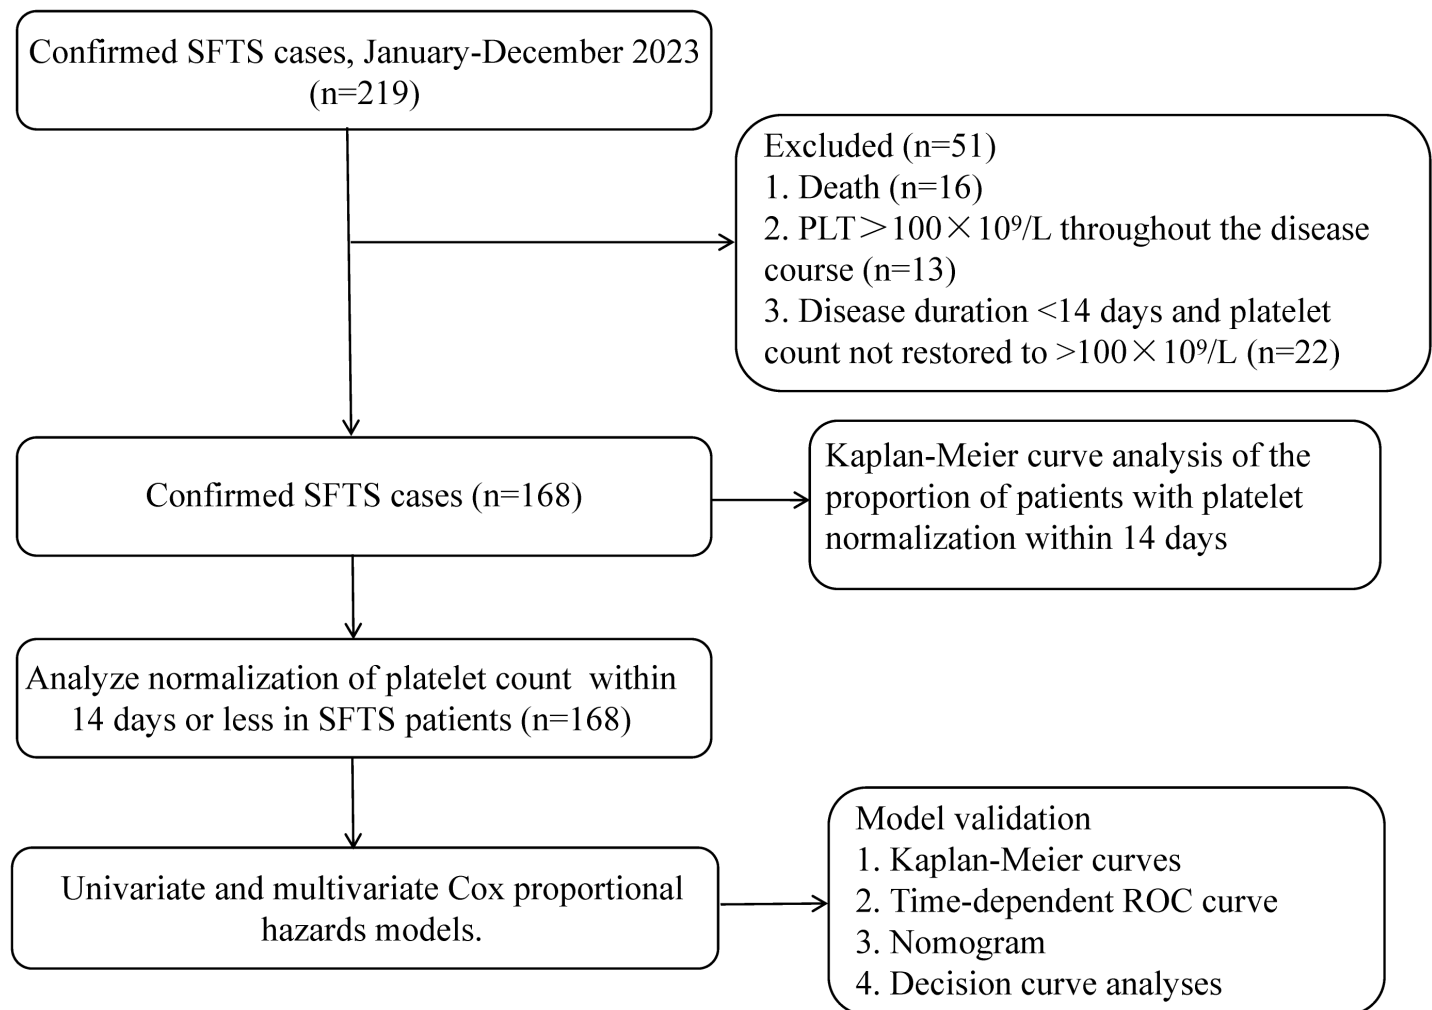 Confirmed SFTS cases, January-December 2023
(n=219)
Excluded (n=51)
1. Death (n=16)
2. PLT＞100×10⁹/L throughout the disease
course (n=13)
3. Disease duration <14 days and platelet
count not restored to >100×10⁹/L (n=22)
Confirmed SFTS cases (n=168)
Kaplan-Meier curve analysis of the
proportion of patients with platelet
normalization within 14 days
Analyze normalization of platelet count  within
14 days or less in SFTS patients (n=168)
Univariate and multivariate Cox proportional
hazards models.
Model validation
1. Kaplan-Meier curves
2. Time-dependent ROC curve
3. Nomogram
4. Decision curve analyses